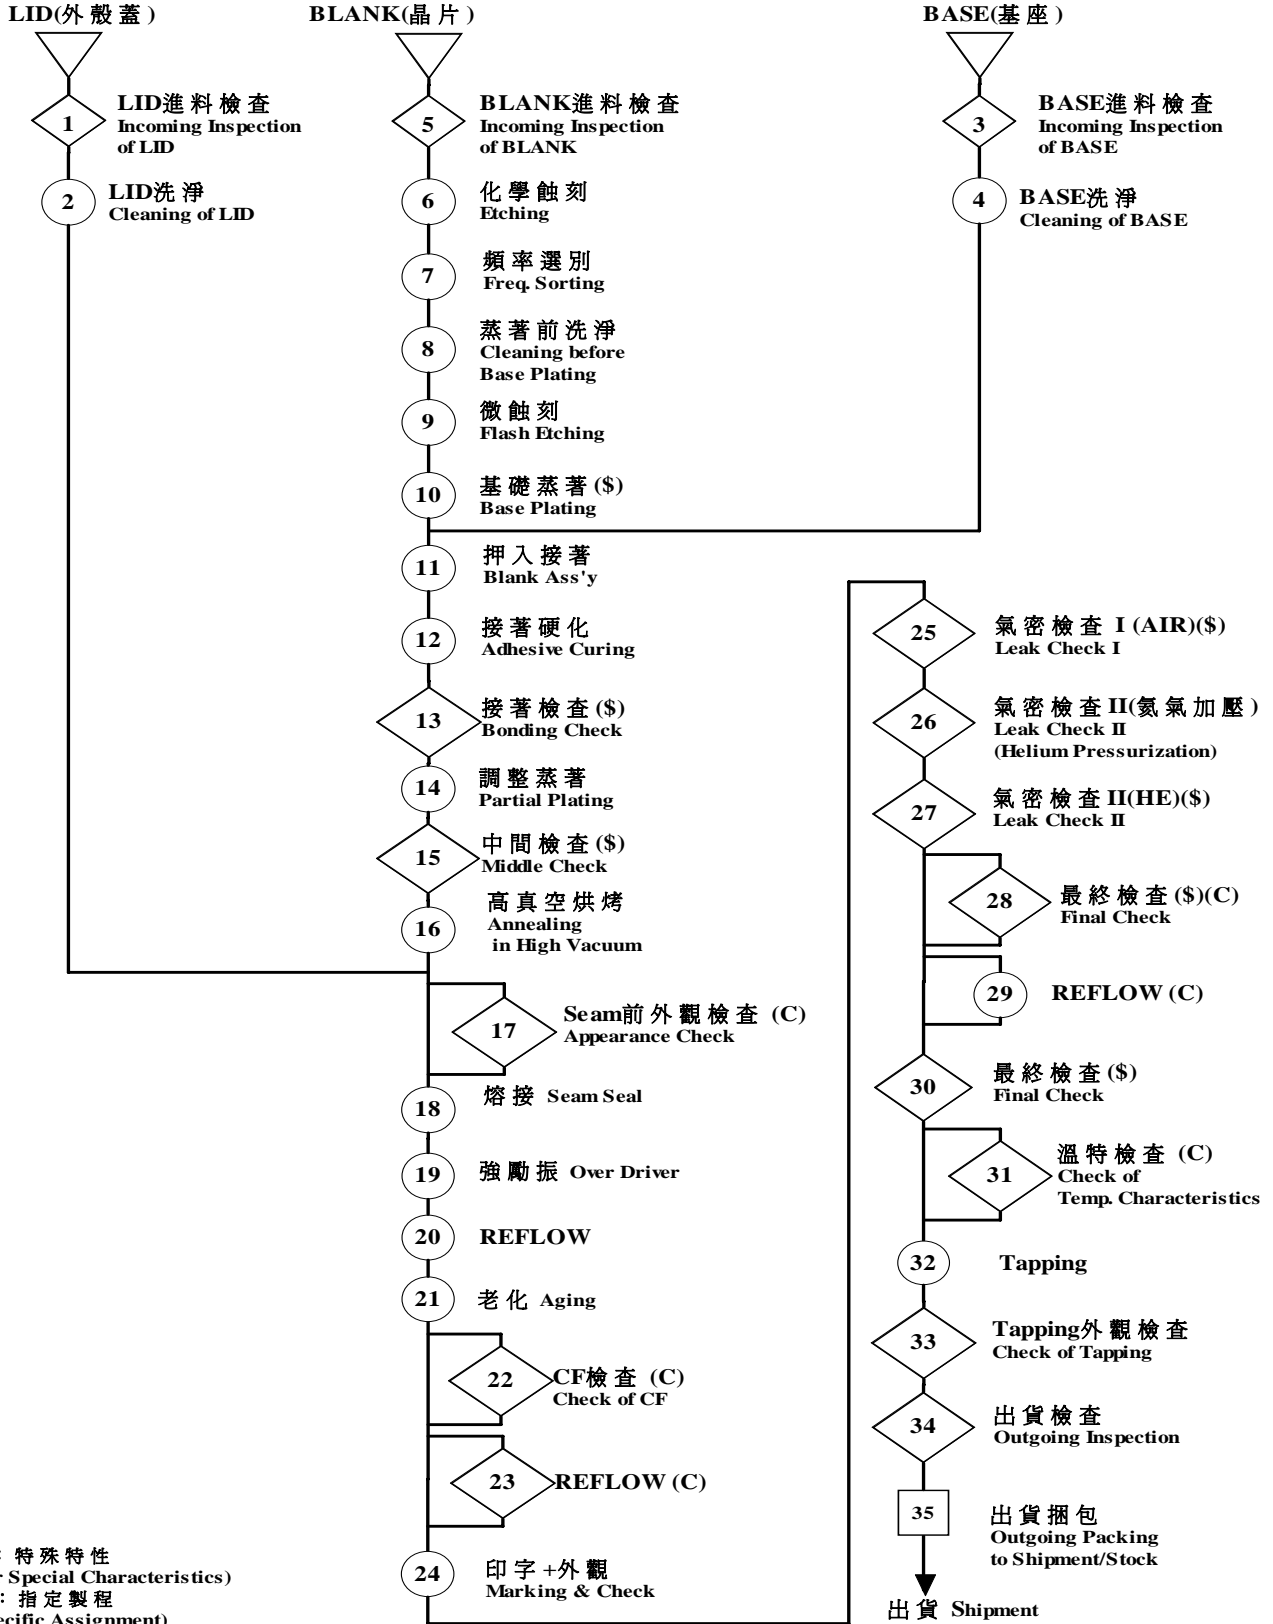 LID(外殼蓋)
BLANK(晶片)
BASE(基座)
1
LID進料檢查
Incoming Inspection
of LID
2
LID洗淨
Cleaning of LID
5
BLANK進料檢查
Incoming Inspection
of BLANK
6
化學蝕刻
Etching
7
頻率選別
Freq. Sorting
8
蒸著前洗淨
Cleaning before
Base Plating
9
微蝕刻
Flash Etching
10
基礎蒸著($)
Base Plating
3
BASE進料檢查
Incoming Inspection
of BASE
4
BASE洗淨
Cleaning of BASE
11
押入接著
Blank Ass'y
12
接著硬化
Adhesive Curing
13
接著檢查($)
Bonding Check
14
調整蒸著
Partial Plating
15
中間檢查($)
Middle Check
16
高真空烘烤
Annealing
in High Vacuum
17
Seam前外觀檢查 (C)
Appearance Check
18
熔接 Seam Seal
19
強勵振 Over Driver
20
REFLOW
21
老化 Aging
22
CF檢查 (C)
Check of CF
23
REFLOW (C)
24
印字+外觀
Marking & Check
25
氣密檢查 I (AIR)($)
Leak Check I
26
氣密檢查II(氦氣加壓)
Leak Check II
(Helium Pressurization)
27
氣密檢查II(HE)($)
Leak Check II
28
最終檢查($)(C)
Final Check
29
REFLOW (C)
30
最終檢查($)
Final Check
31
溫特檢查 (C)
Check of
Temp. Characteristics
32
Tapping
33
Tapping外觀檢查
Check of Tapping
34
出貨檢查
Outgoing Inspection
35
出貨捆包
Outgoing Packing
to Shipment/Stock
出貨 Shipment
: 特殊特性
Special Characteristics)
: 指定製程
Assignment)